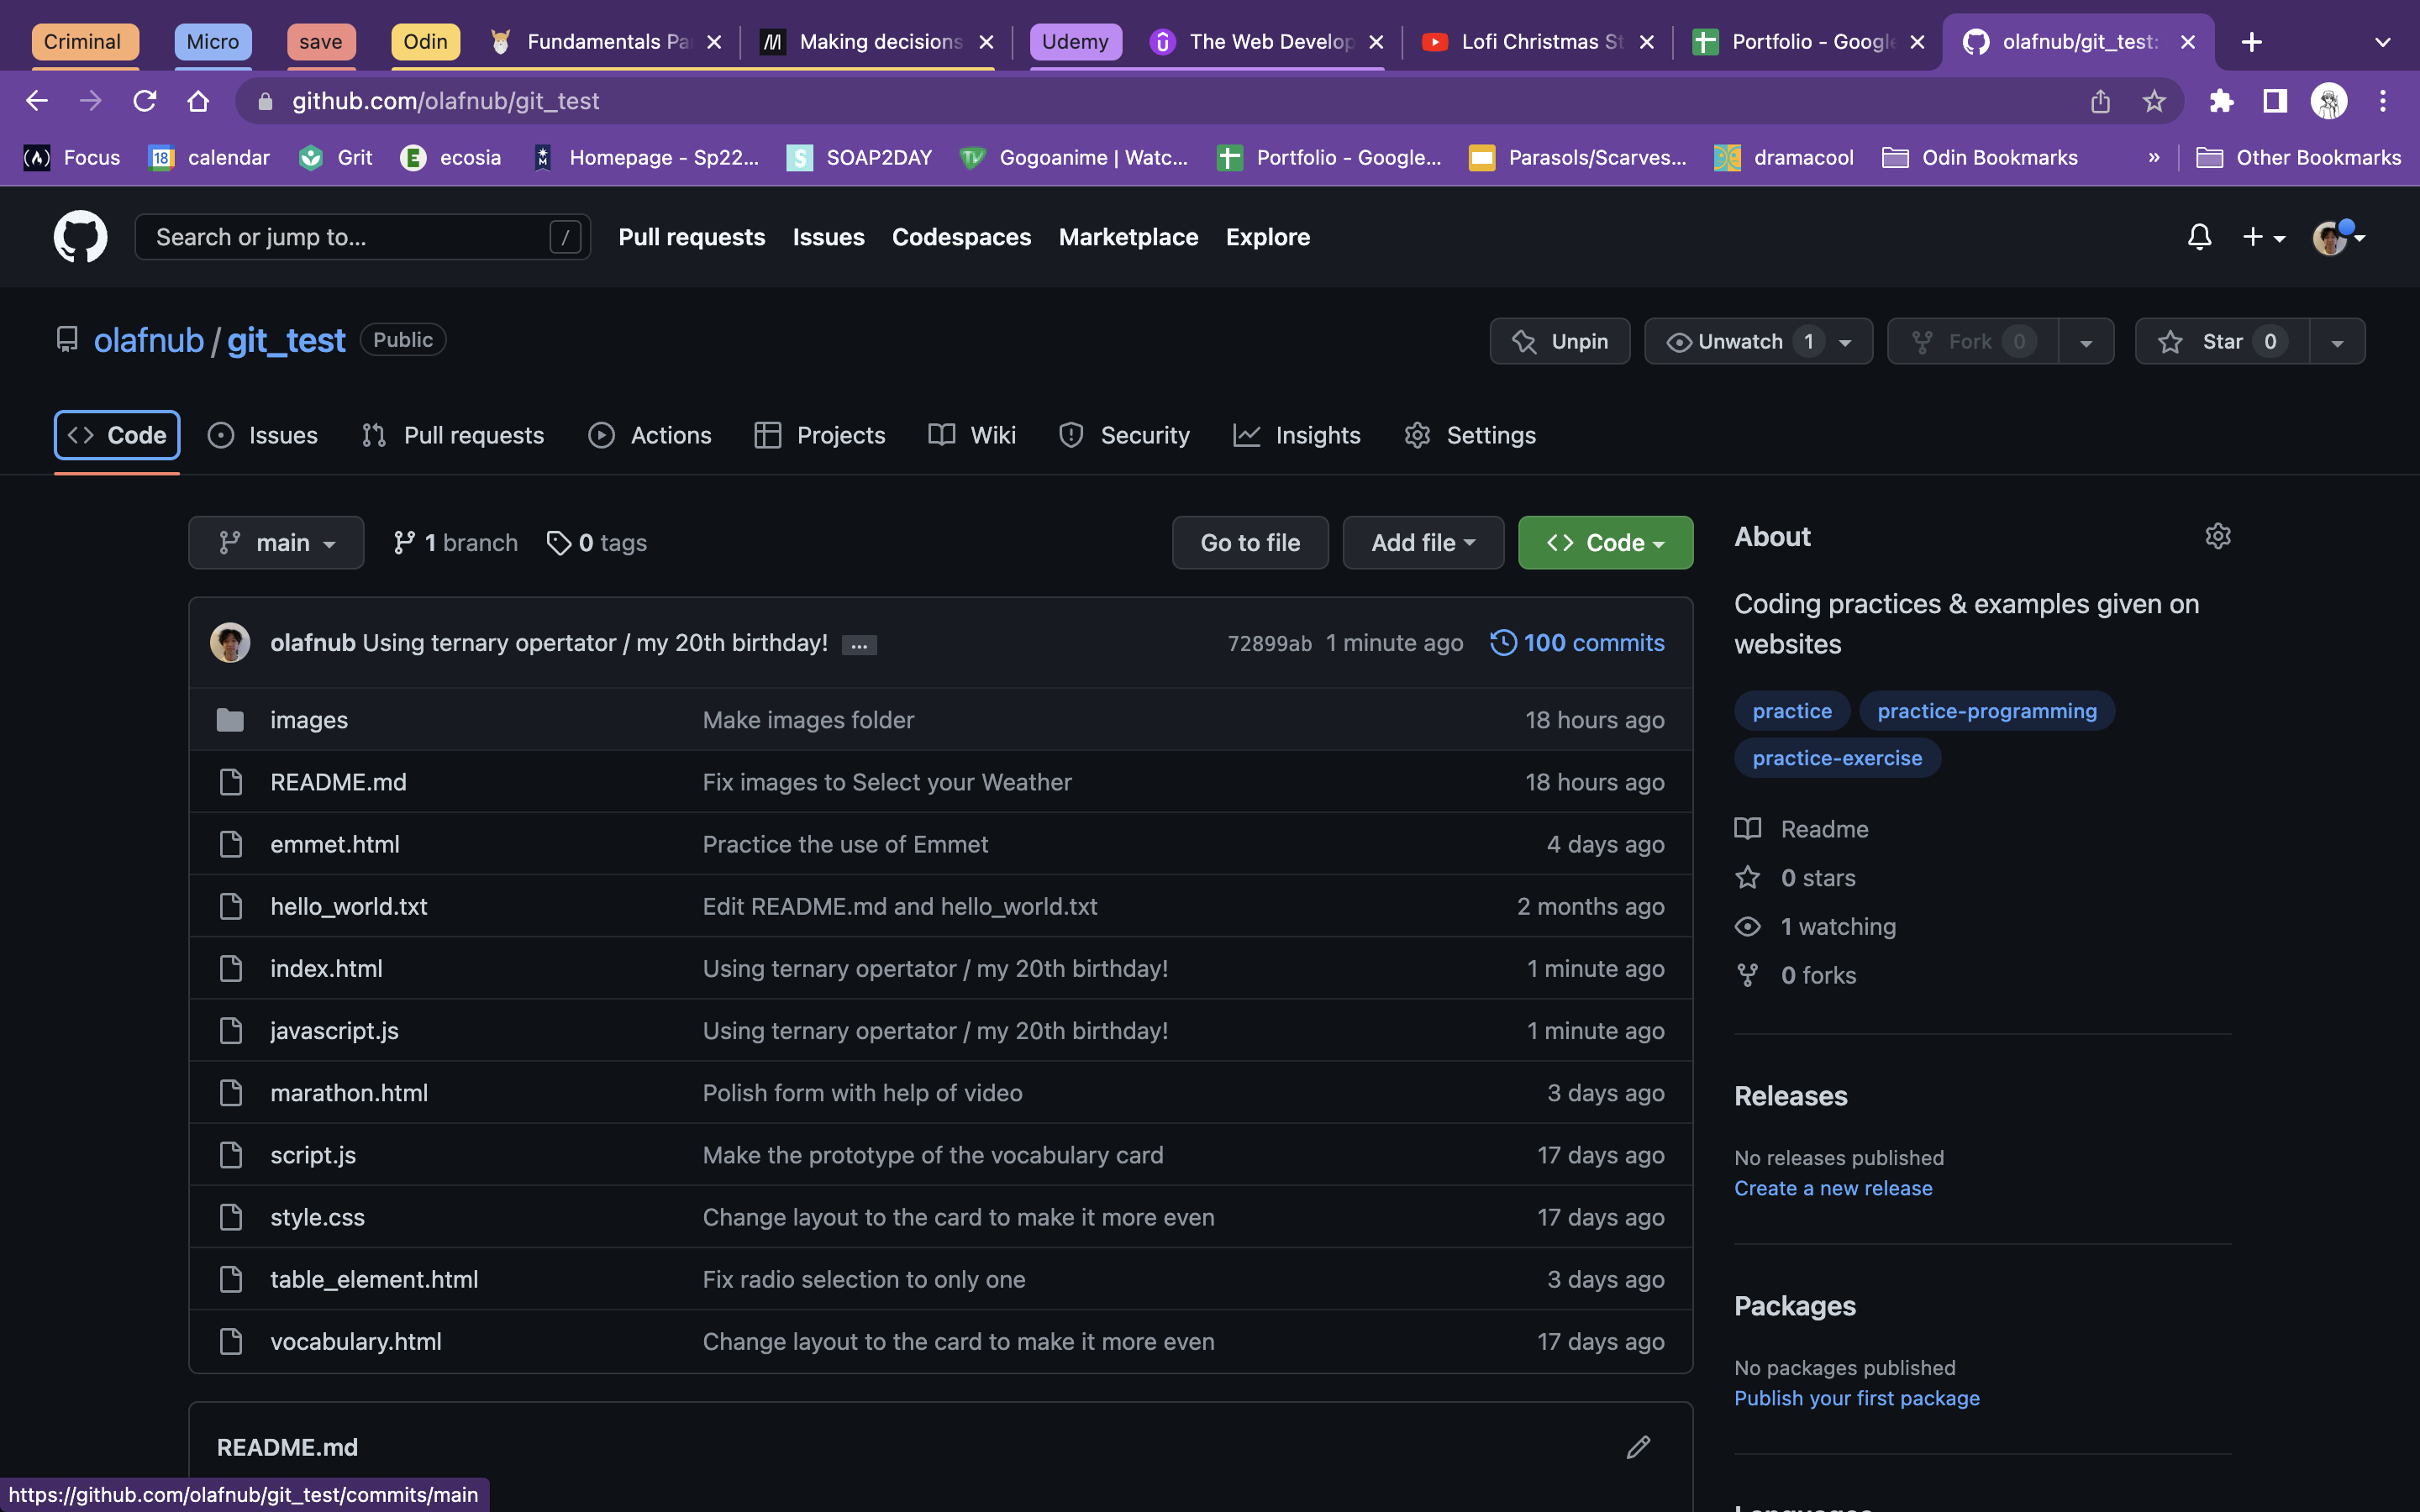 Criminal Micro save Odin Fundamentals Pa Making decisions Udemy The Web Develop Lofi Christmas St Portfolio - Google olafnub/git_test:
github.com/olafnub/git_test
Focus calendar Grit ecosia Homepage - Sp22... SOAP2DAY Gogoanime | Watc... Portfolio - Google... Parasols/Scarves... dramacool Odin Bookmarks » Other Bookmarks
Search or jump to... / Pull requests Issues Codespaces Marketplace Explore
olafnub / git_test Public Unpin Unwatch 1 Fork 0 Star 0
Code Issues Pull requests Actions Projects Wiki Security Insights Settings
main 1 branch 0 tags Go to file Add file Code
olafnub Using ternary opertator / my 20th birthday! ... 72899ab 1 minute ago 100 commits
images Make images folder 18 hours ago
README.md Fix images to Select your Weather 18 hours ago
emmet.html Practice the use of Emmet 4 days ago
hello_world.txt Edit README.md and hello_world.txt 2 months ago
index.html Using ternary opertator / my 20th birthday! 1 minute ago
javascript.js Using ternary opertator / my 20th birthday! 1 minute ago
marathon.html Polish form with help of video 3 days ago
script.js Make the prototype of the vocabulary card 17 days ago
style.css Change layout to the card to make it more even 17 days ago
table_element.html Fix radio selection to only one 3 days ago
vocabulary.html Change layout to the card to make it more even 17 days ago
README.md
About
Coding practices & examples given on
websites
practice practice-programming
practice-exercise
Readme
0 stars
1 watching
0 forks
Releases
No releases published
Create a new release
Packages
No packages published
Publish your first package
https://github.com/olafnub/git_test/commits/main